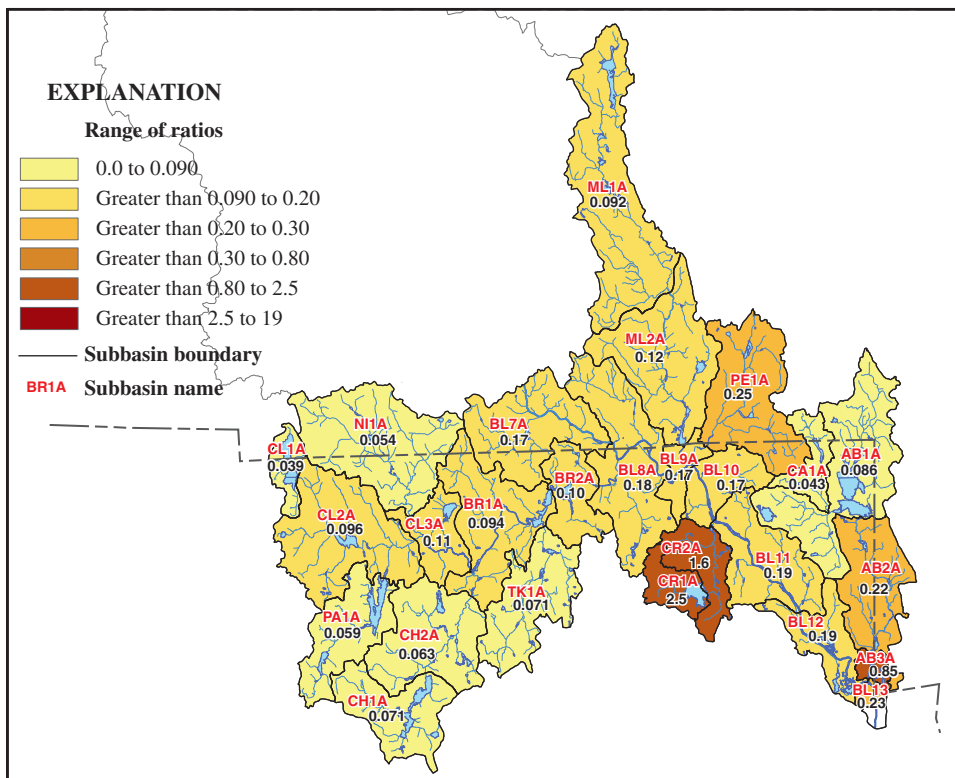 EXPLANATION
Range of ratios
0.0 to 0.090
Greater than 0.090 to 0.20
Greater than 0.20 to 0.30
Greater than 0.30 to 0.80
Greater than 0.80 to 2.5
Greater than 2.5 to 19
Subbasin boundary
BR1A Subbasin name
ML1A
0.092
ML2A
0.12
PE1A
0.25
NI1A
0.054
BL7A
0.17
CL1A
0.039
BL9A
0.17
BL8A
0.18
BL10
0.17
CA1A
0.043
AB1A
0.086
BR2A
0.10
BR1A
0.094
CL2A
0.096
CL3A
0.11
CR2A
1.6
CR1A
2.5
BL11
0.19
AB2A
0.22
TK1A
0.071
PA1A
0.059
CH2A
0.063
BL12
0.19
AB3A
0.85
BL13
0.23
CH1A
0.071